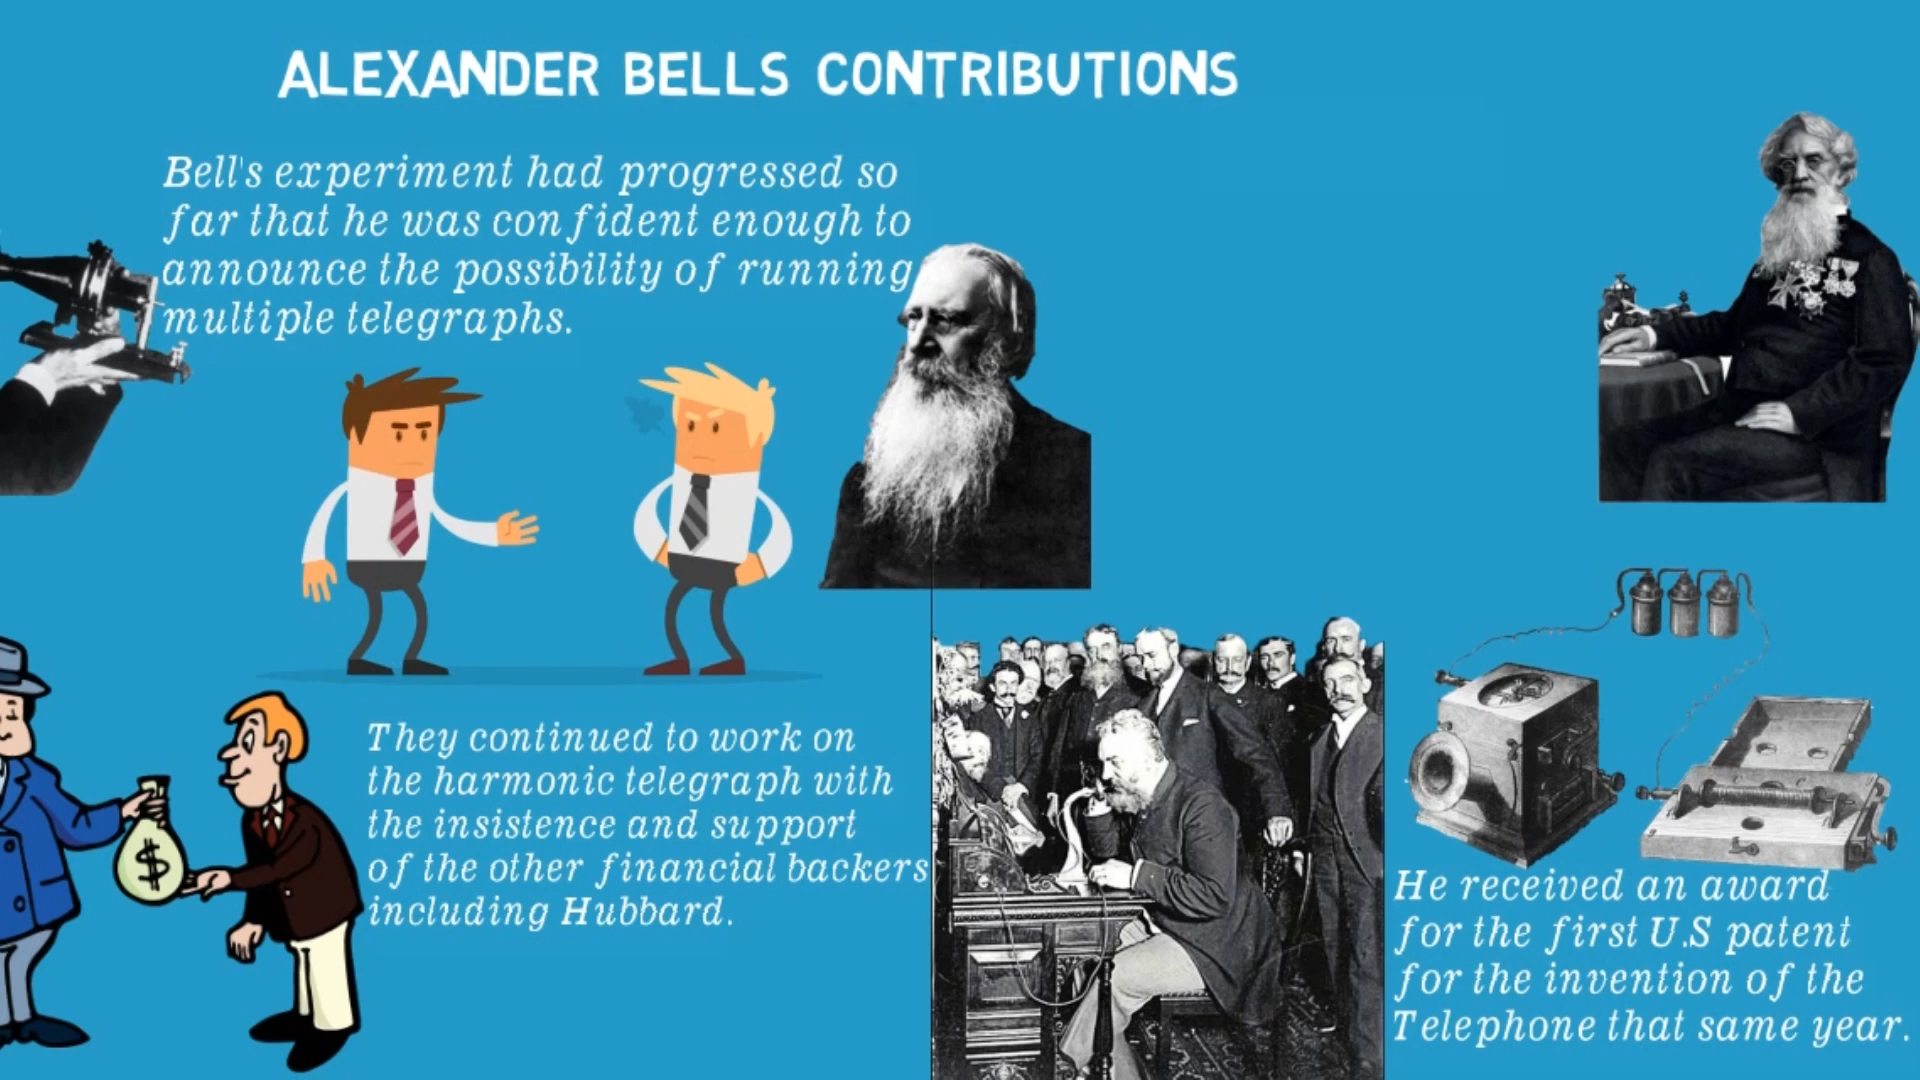 ALEXANDER BELLS CONTRIBUTIONS
Bell's experiment had progressed so
far that he was confident enough to
announce the possibility of running
multiple telegraphs.
They continued to work on
the harmonic telegraph with
the insistence and support
of the other financial backers
including Hubbard.
$
He received an award
for the first U.S patent
for the invention of the
Telephone that same year.